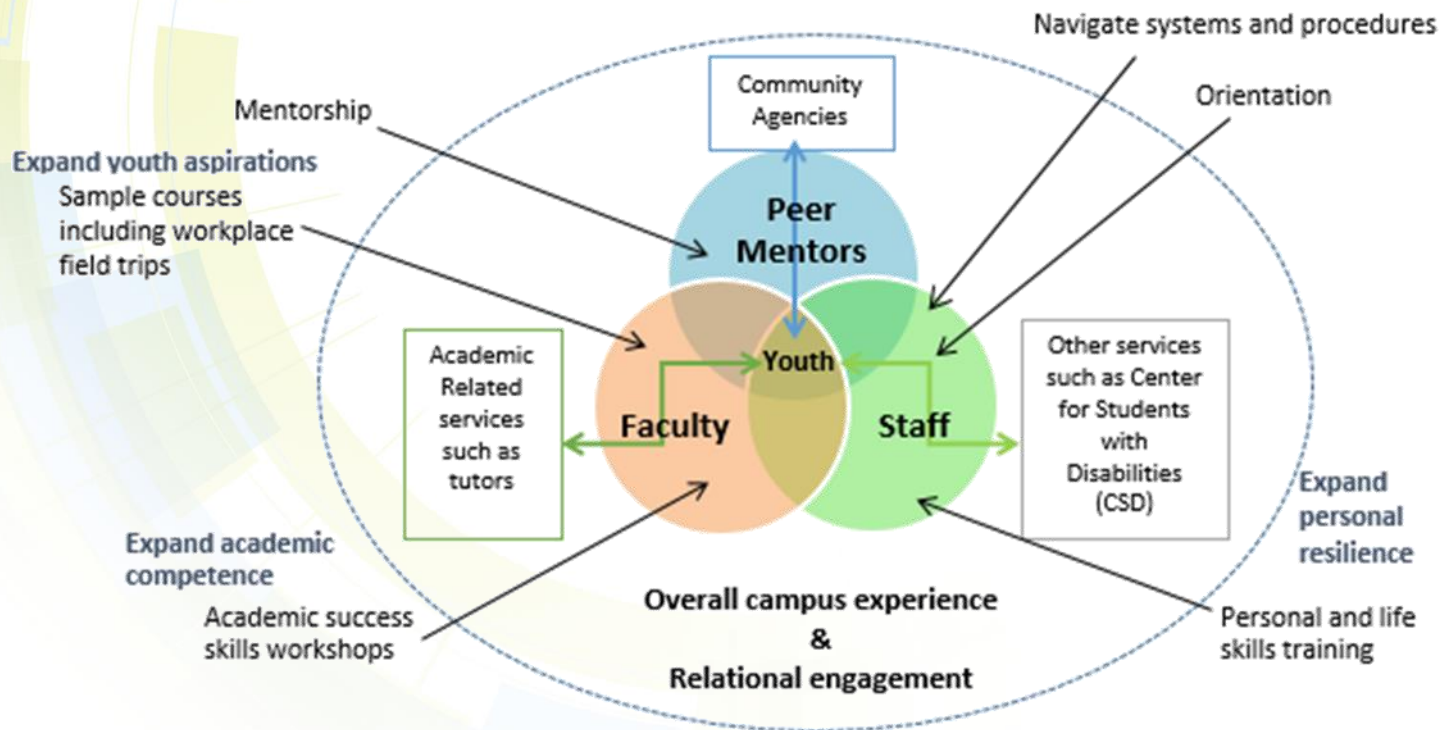 Navigate systems and procedures
Orientation
Mentorship
Expand youth aspirations
Sample courses
including workplace
field trips
Community
Agencies
Peer
Mentors
Youth
Faculty
Staff
Academic
Related
services
such as
tutors
Other services
such as Center
for Students
with
Disabilities
(CSD)
Expand
personal
resilience
Expand academic
competence
Academic success
skills workshops
Overall campus experience
&
Relational engagement
Personal and life
skills training